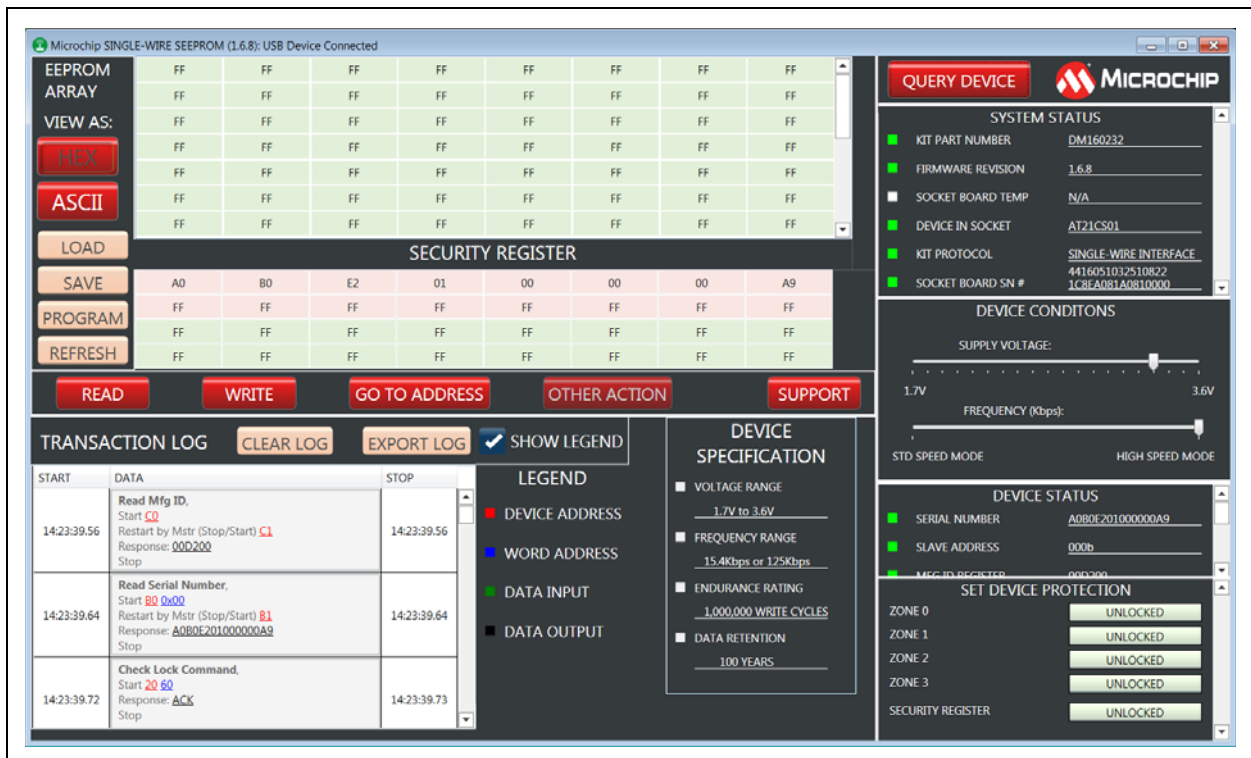 Microchip SINGLE-WIRE SEEPROM (1.6.8): USB Device Connected
EEPROM
ARRAY
VIEW AS:
HEX
ASCII
LOAD
SAVE
PROGRAM
REFRESH
FF FF FF FF FF FF FF FF
FF FF FF FF FF FF FF FF
FF FF FF FF FF FF FF FF
FF FF FF FF FF FF FF FF
FF FF FF FF FF FF FF FF
FF FF FF FF FF FF FF FF
FF FF FF FF FF FF FF FF
SECURITY REGISTER
A0 B0 E2 01 00 00 00 A9
FF FF FF FF FF FF FF FF
FF FF FF FF FF FF FF FF
FF FF FF FF FF FF FF FF
READ WRITE GO TO ADDRESS OTHER ACTION SUPPORT
TRANSACTION LOG CLEAR LOG EXPORT LOG SHOW LEGEND
START DATA STOP
14:23:39.56
Read Mfg ID,
Start C0
Restart by Mstr (Stop/Start) C1
Response: 00D200
Stop
14:23:39.56
14:23:39.64
Read Serial Number,
Start B0 0x00
Restart by Mstr (Stop/Start) B1
Response: A0B0E201000000A9
Stop
14:23:39.64
14:23:39.72
Check Lock Command,
Start 20 60
Response: ACK
Stop
14:23:39.73
LEGEND
DEVICE ADDRESS
WORD ADDRESS
DATA INPUT
DATA OUTPUT
DEVICE
SPECIFICATION
VOLTAGE RANGE
1.7V to 3.6V
FREQUENCY RANGE
15.4Kbps or 125Kbps
ENDURANCE RATING
1,000,000 WRITE CYCLES
DATA RETENTION
100 YEARS
QUERY DEVICE MICROCHIP
SYSTEM STATUS
KIT PART NUMBER DM160232
FIRMWARE REVISION 1.6.8
SOCKET BOARD TEMP N/A
DEVICE IN SOCKET AT21CS01
KIT PROTOCOL SINGLE-WIRE INTERFACE
SOCKET BOARD SN # 4416051032510822
1C8EA081A0810000
DEVICE CONDITONS
SUPPLY VOLTAGE:
1.7V 3.6V
FREQUENCY (Kbps):
STD SPEED MODE HIGH SPEED MODE
DEVICE STATUS
SERIAL NUMBER A0B0E201000000A9
SLAVE ADDRESS 000b
MFG ID REGISTER 00D200
SET DEVICE PROTECTION
ZONE 0 UNLOCKED
ZONE 1 UNLOCKED
ZONE 2 UNLOCKED
ZONE 3 UNLOCKED
SECURITY REGISTER UNLOCKED